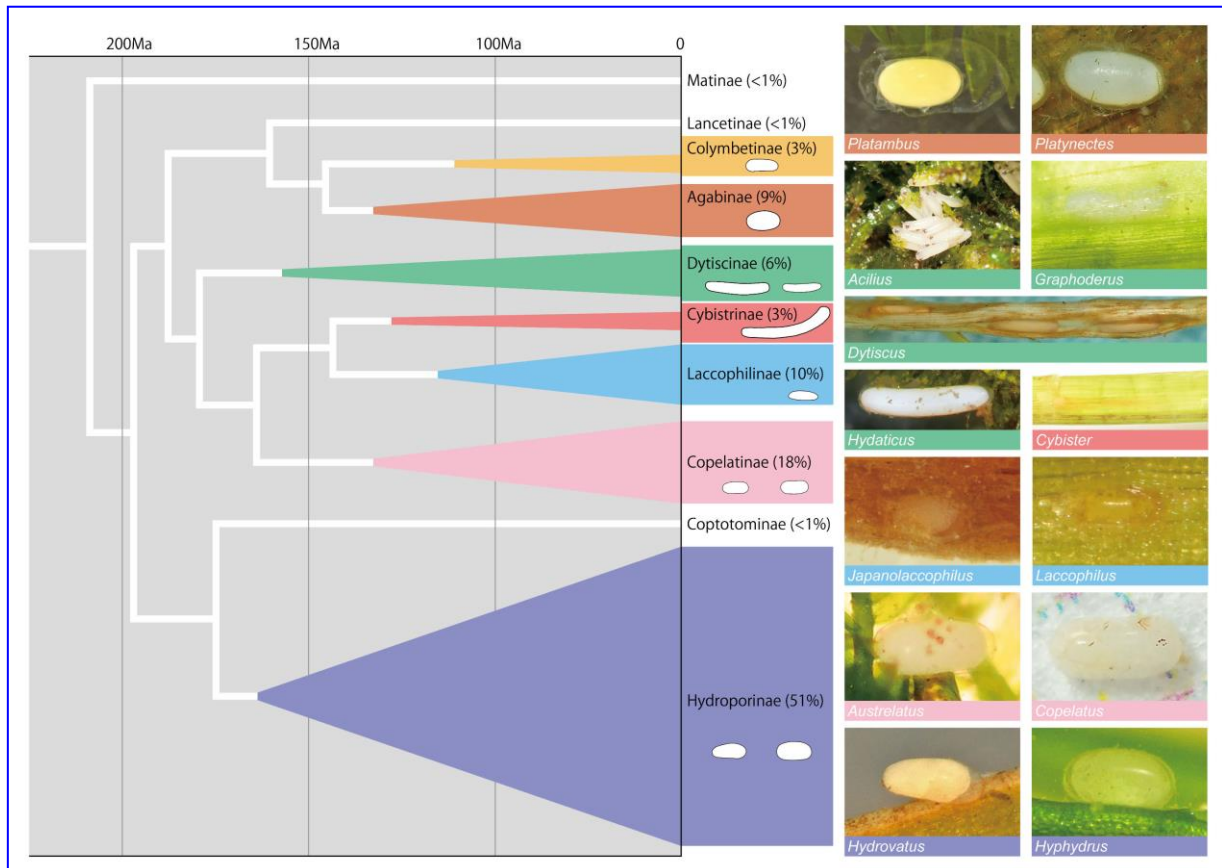 200Ma 150Ma 100Ma 0
Matinae (<1%)
Lancetinae (<1%)
Colymbetinae (3%)
Agabinae (9%)
Dytiscinae (6%)
Cybistrinae (3%)
Laccophilinae (10%)
Copelatinae (18%)
Coptotominae (<1%)
Hydroporinae (51%)
Platambus Platynectes
Acilius Graphoderus
Dytiscus
Hydaticus Cybister
Japanolaccophilus Laccophilus
Austrelatus Copelatus
Hydrovatus Hyphydrus